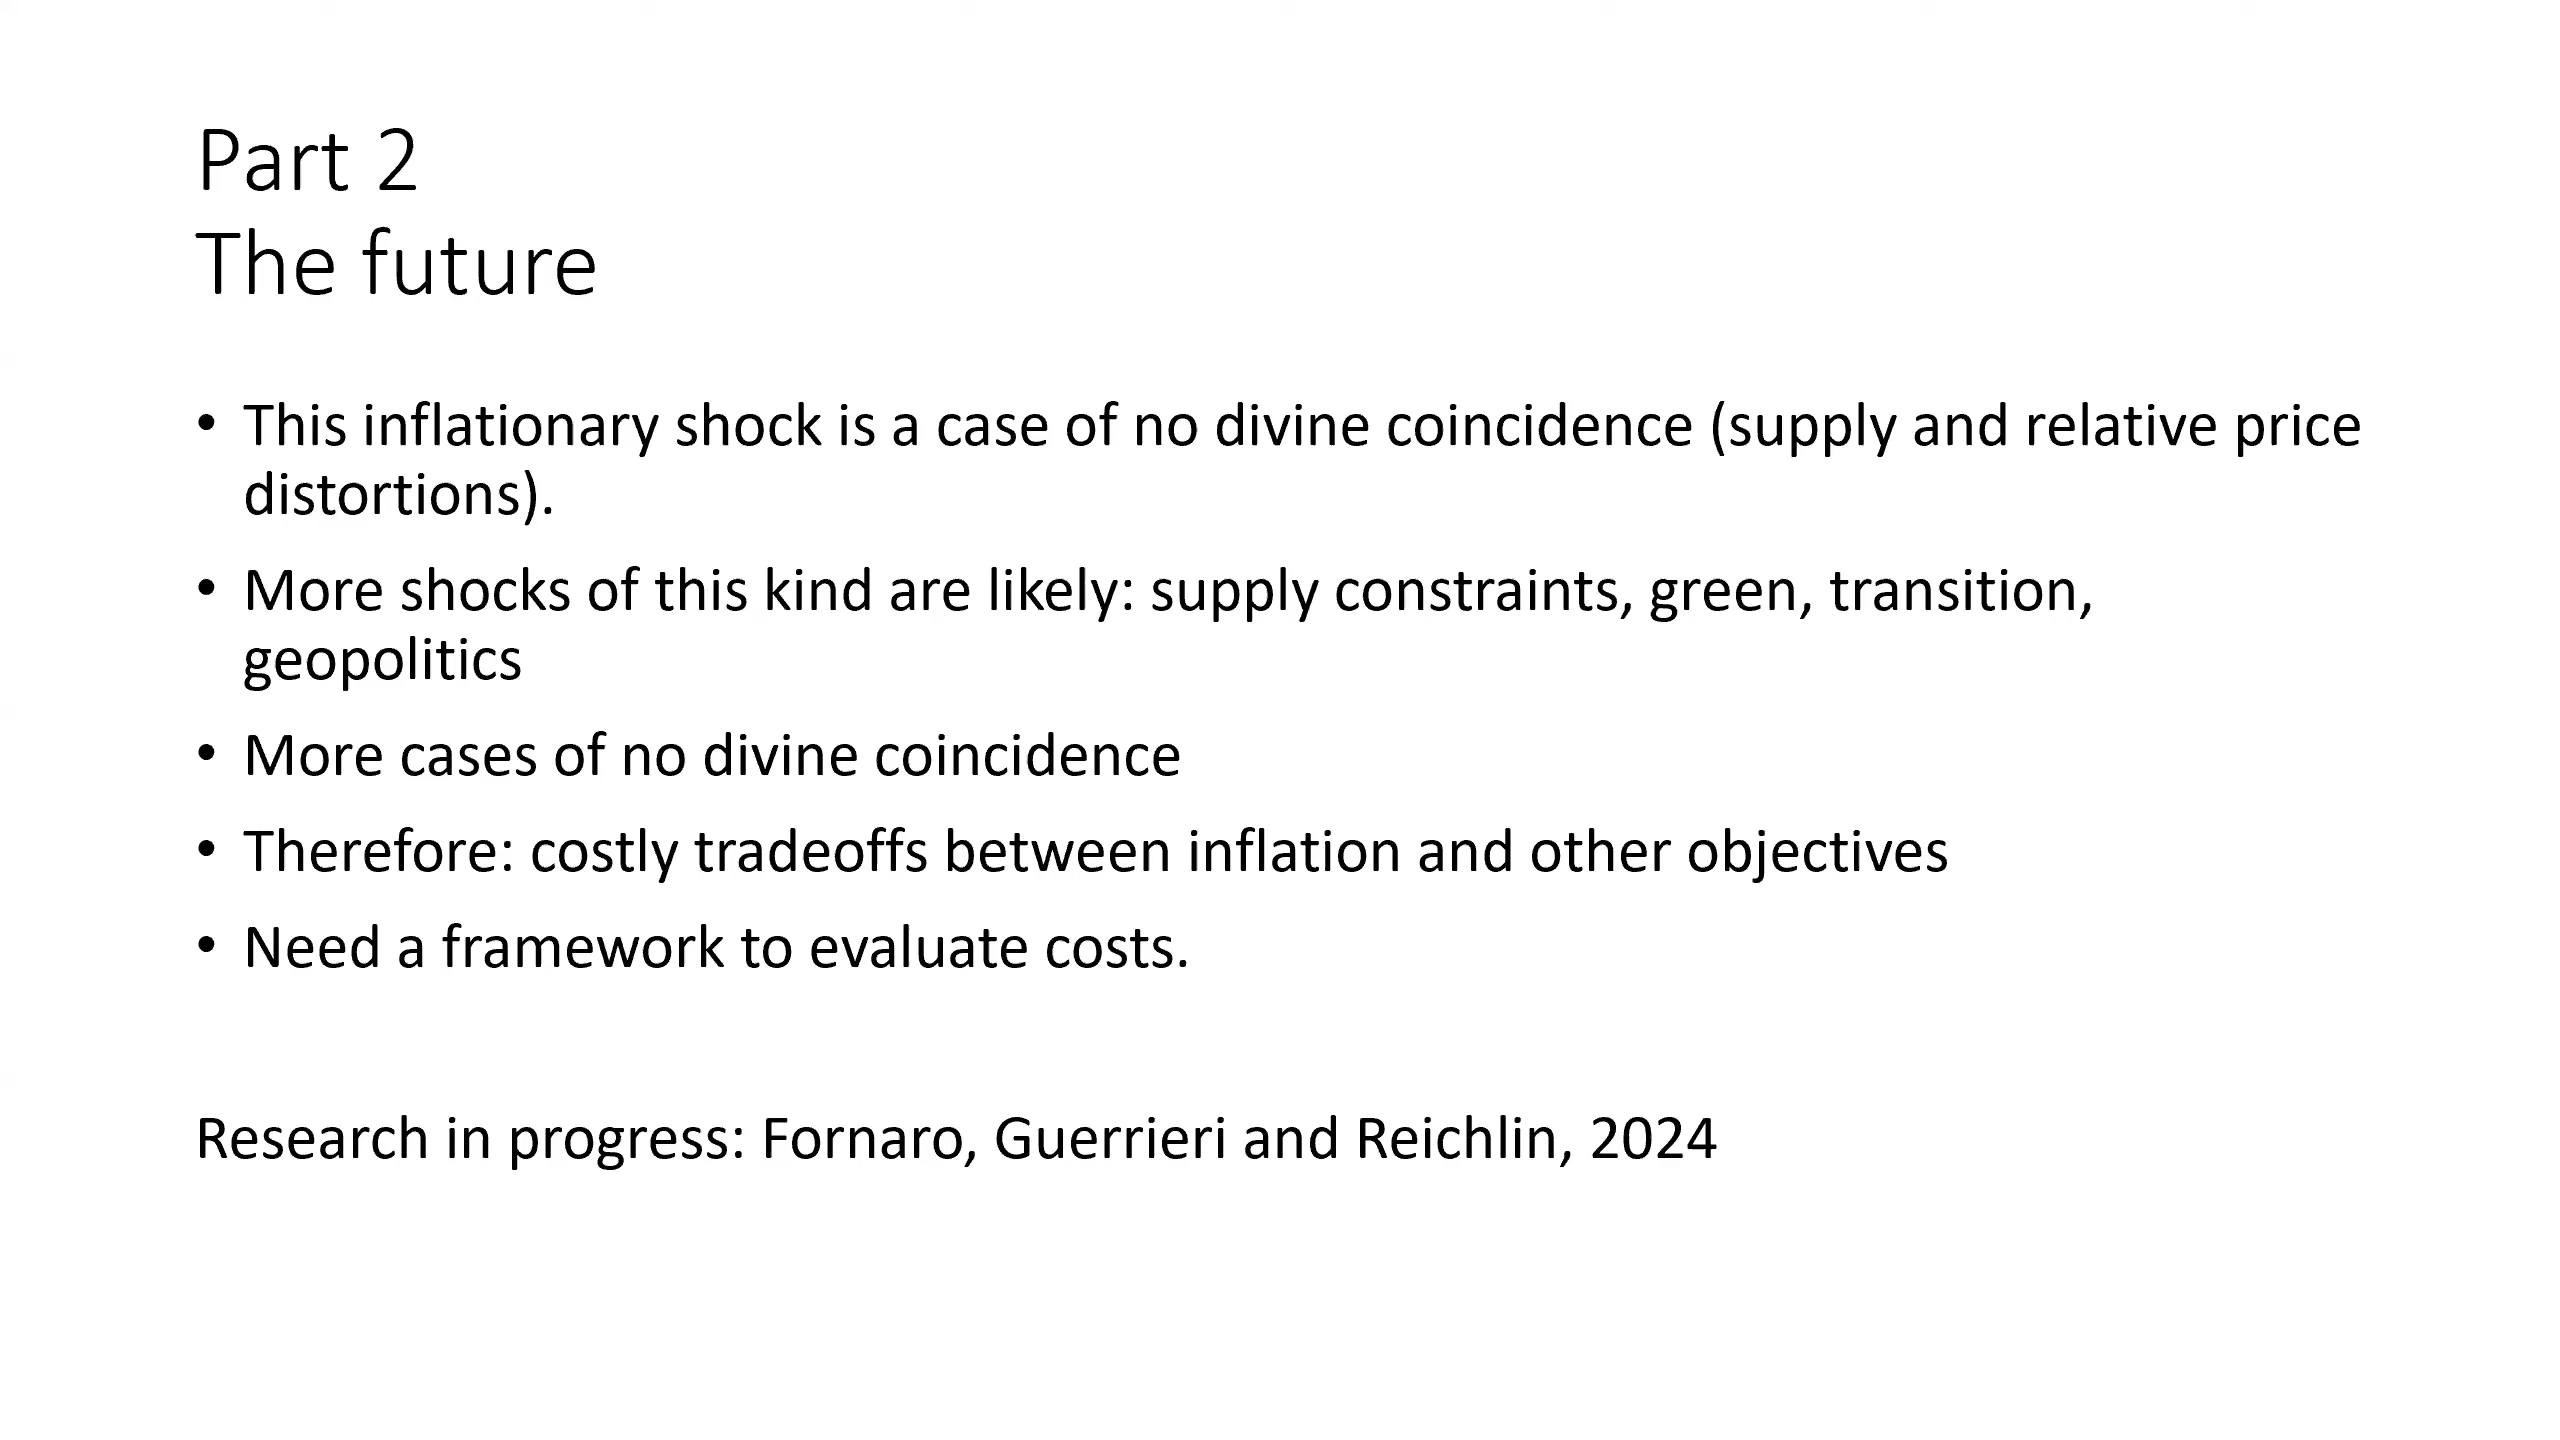 Part 2
The future
• This inflationary shock is a case of no divine coincidence (supply and relative price
distortions).
• More shocks of this kind are likely: supply constraints, green, transition,
geopolitics
• More cases of no divine coincidence
• Therefore: costly tradeoffs between inflation and other objectives
• Need a framework to evaluate costs.
Research in progress: Fornaro, Guerrieri and Reichlin, 2024